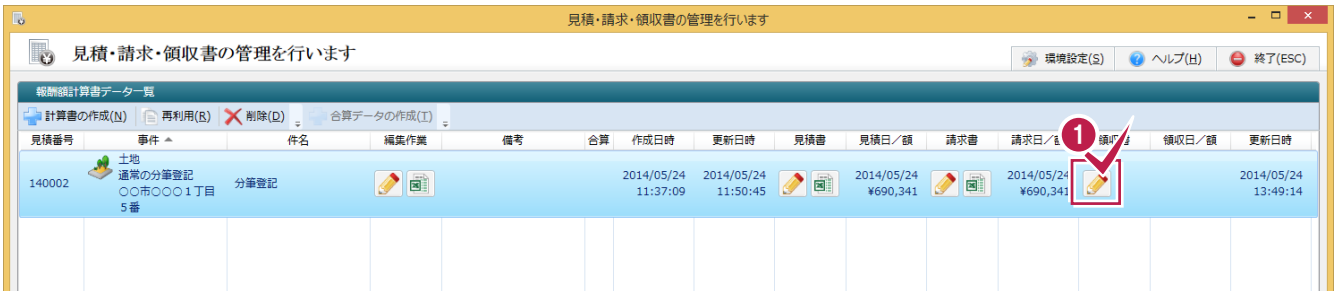 見積・請求・領収書の管理を行います
見積・請求・領収書の管理を行います
環境設定(S) ヘルプ(H) 終了(ESC)
報酬額計算書データ一覧
計算書の作成(N) 再利用(R) 削除(D) 合算データの作成(T)
見積番号 事件 件名 編集作業 備考 合算 作成日時 更新日時 見積書 見積日／額 請求書 請求日／額 領収書 領収日／額 更新日時
1
140002 土地
通常の分筆登記
○○市○○○１丁目
５番
分筆登記
2014/05/24
11:37:09
2014/05/24
11:50:45
2014/05/24
¥690,341
2014/05/24
¥690,341
2014/05/24
13:49:14